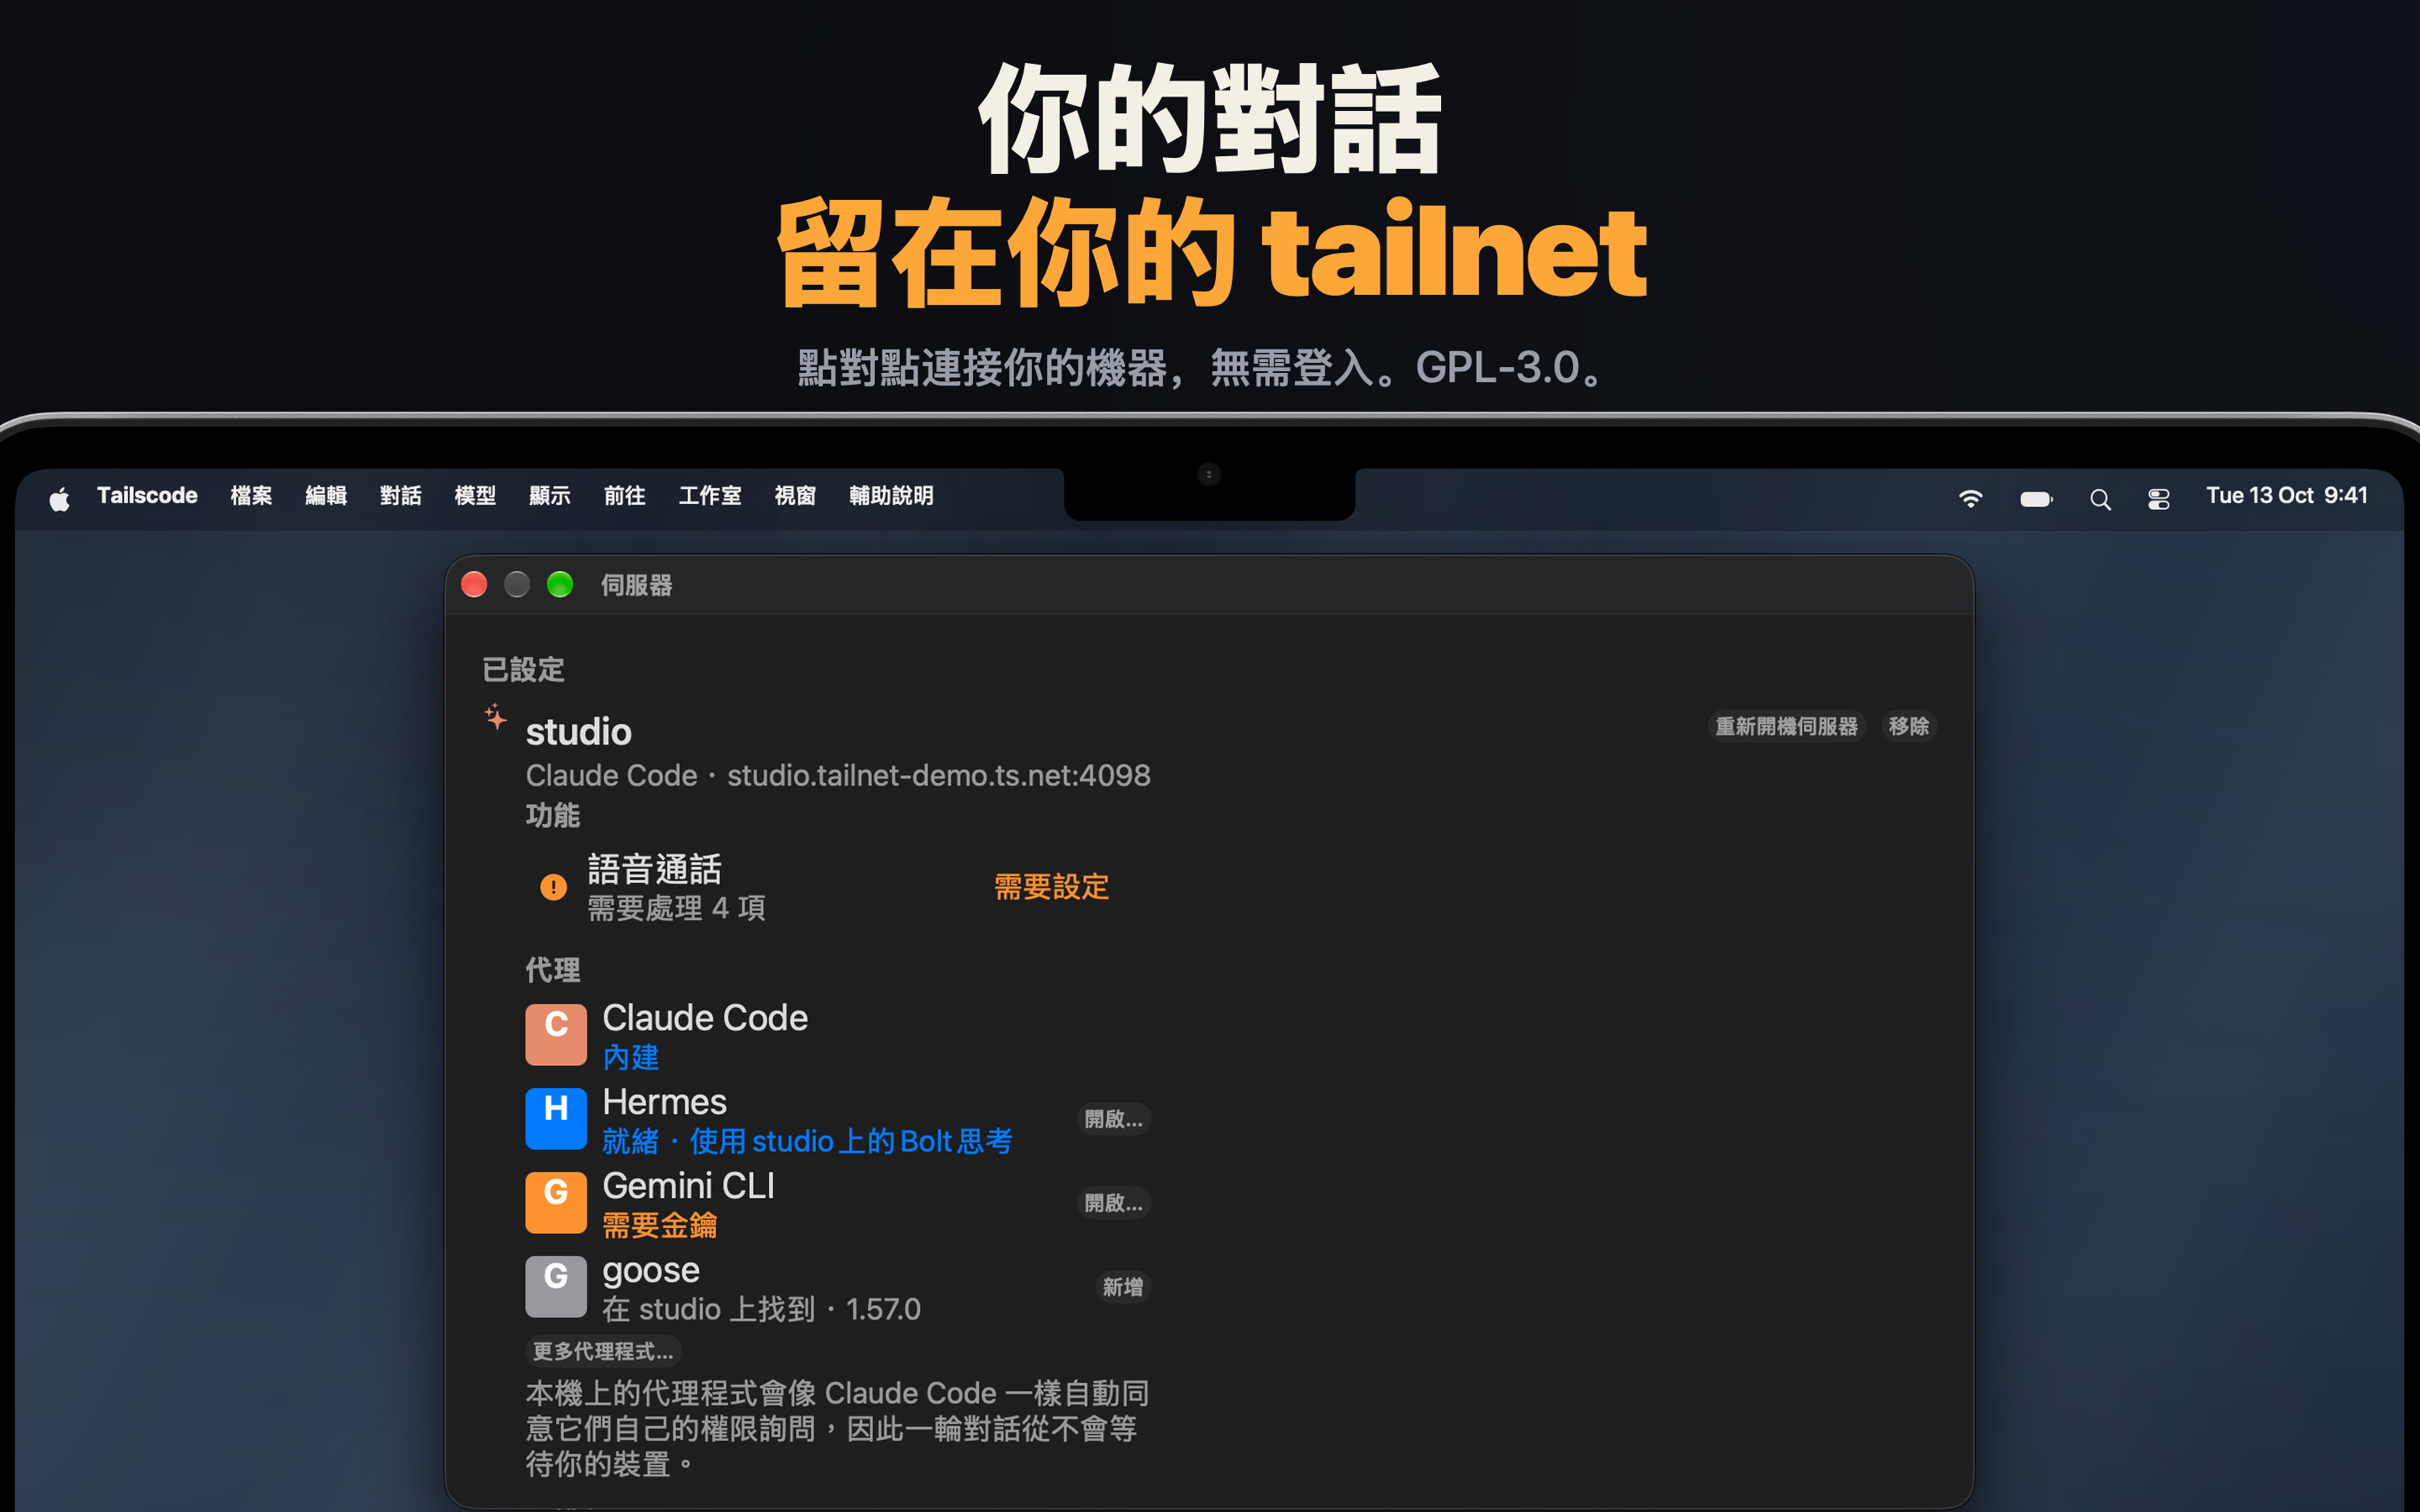 你的對話
留在你的 tailnet
點對點連接你的機器，無需登入。GPL-3.0。
Tailscode 檔案 編輯 對話 模型 顯示 前往 工作室 視窗 輔助說明 Tue 13 Oct 9:41
伺服器
已設定
studio 重新開機伺服器 移除
Claude Code · studio.tailnet-demo.ts.net:4098
功能
語音通話
需要處理 4 項
需要設定
代理
C Claude Code
內建
H Hermes
就緒 · 使用 studio 上的 Bolt 思考
開啟...
G Gemini CLI
需要金鑰
開啟...
G goose
在 studio 上找到 · 1.57.0
新增
更多代理程式...
本機上的代理程式會像 Claude Code 一樣自動同
意它們自己的權限詢問，因此一輪對話從不會等
待你的裝置。